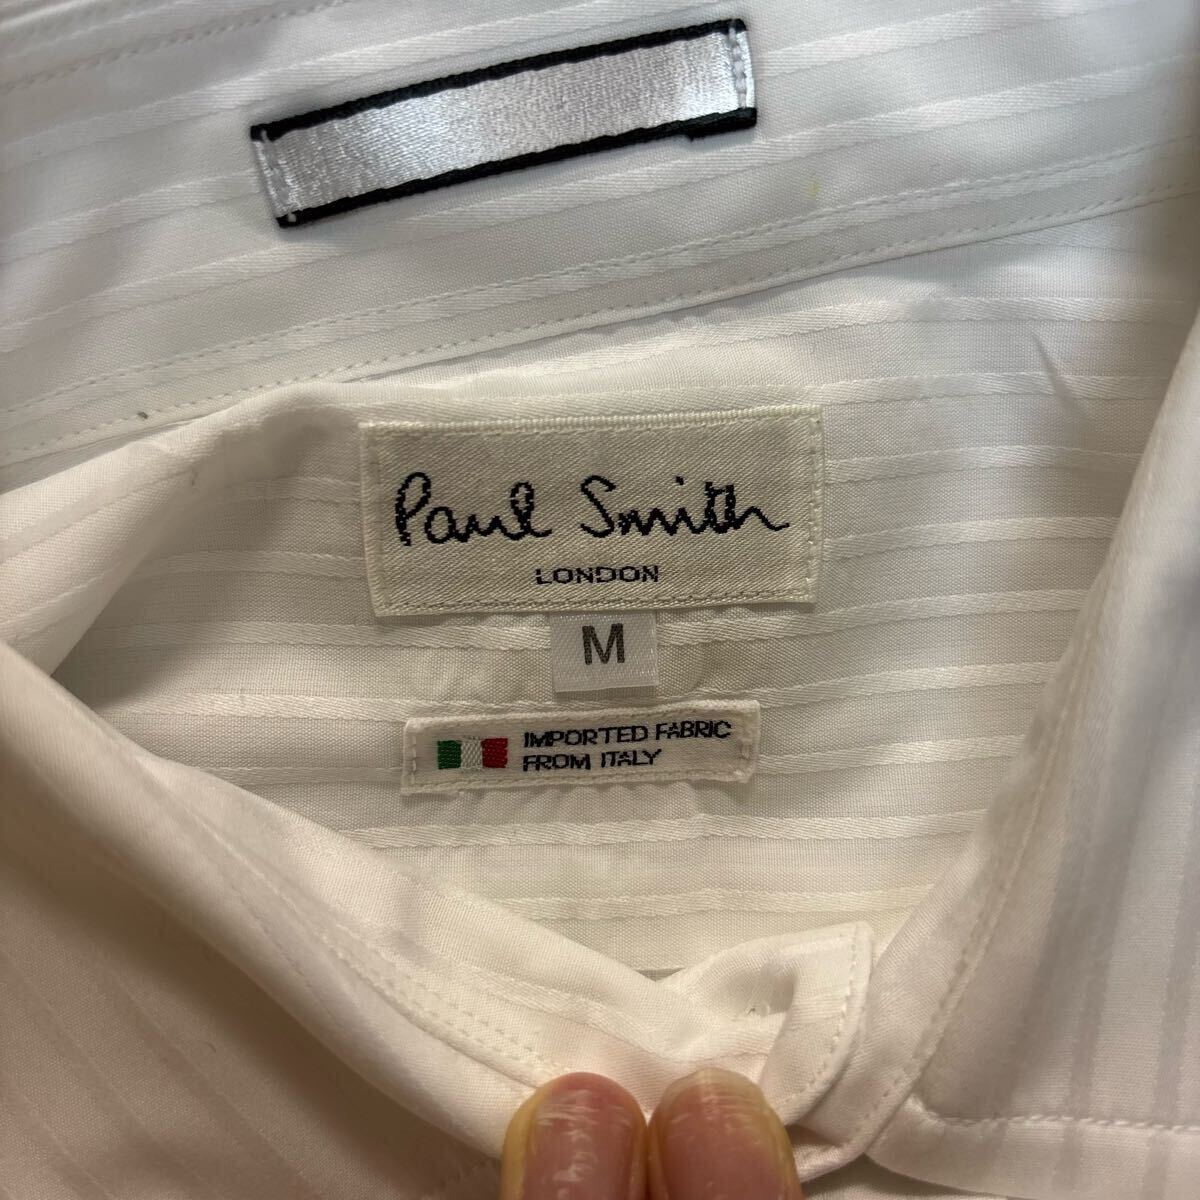 Paul Smith
LONDON
M
IMPORTED FABRIC
FROM ITALY